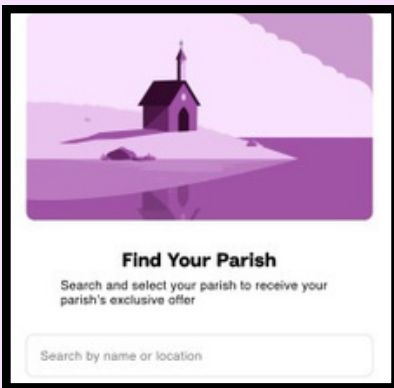 Find Your Parish
Search and select your parish to receive your
parish's exclusive offer
Search by name or location